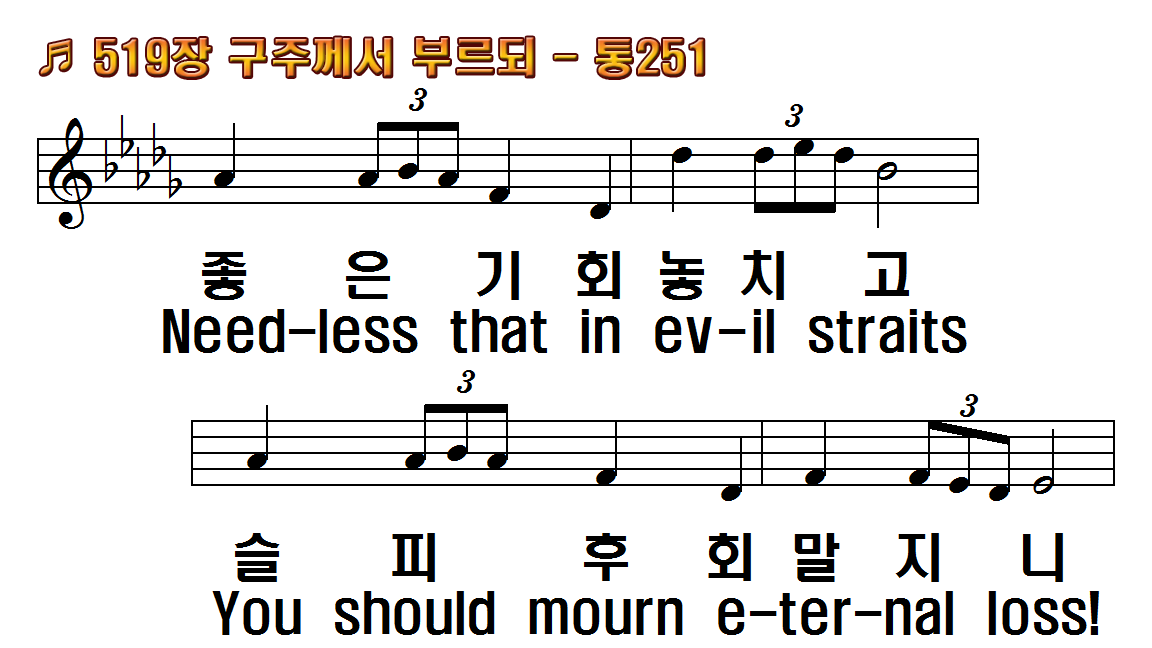 ♬ 519장 구주께서 부르되 - 통251
3 3
좋 은 기 회 놓 치 고
Need-less that in ev-il straits
3 3
슬 피 후 회 말 지 니
You should mourn e-ter-nal loss!